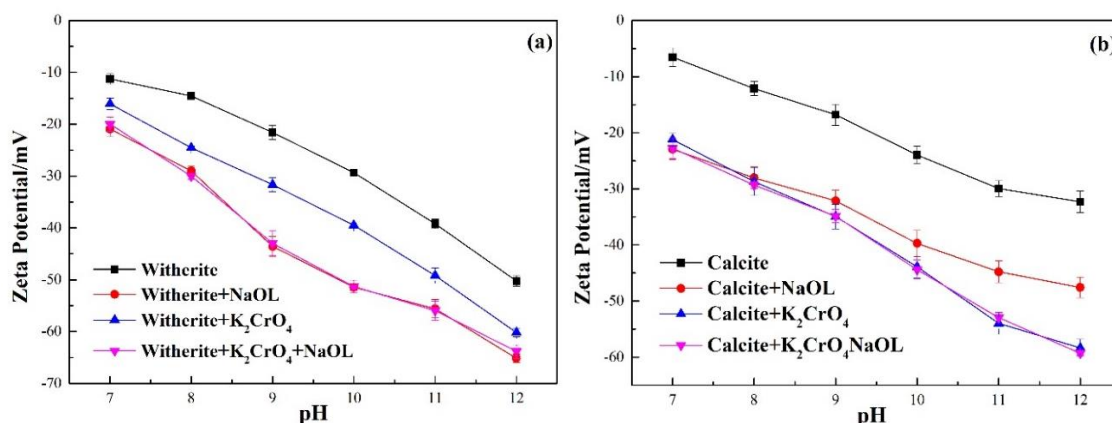 (a)
0
-10
-20
-30
-40
-50
-60
-70
Zeta Potential/mV
Witherite
Witherite+NaOL
Witherite+K₂CrO₄
Witherite+K₂CrO₄+NaOL
7 8 9 10 11 12
pH
(b)
0
-10
-20
-30
-40
-50
-60
Zeta Potential/mV
Calcite
Calcite+NaOL
Calcite+K₂CrO₄
Calcite+K₂CrO₄NaOL
7 8 9 10 11 12
pH